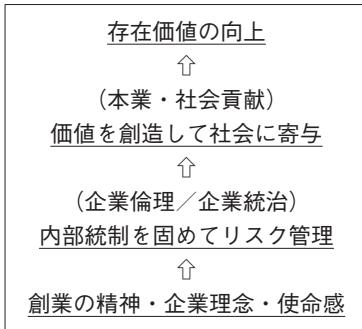 存在価値の向上
⇧
（本業・社会貢献）
価値を創造して社会に寄与
⇧
（企業倫理／企業統治）
内部統制を固めてリスク管理
⇧
創業の精神・企業理念・使命感